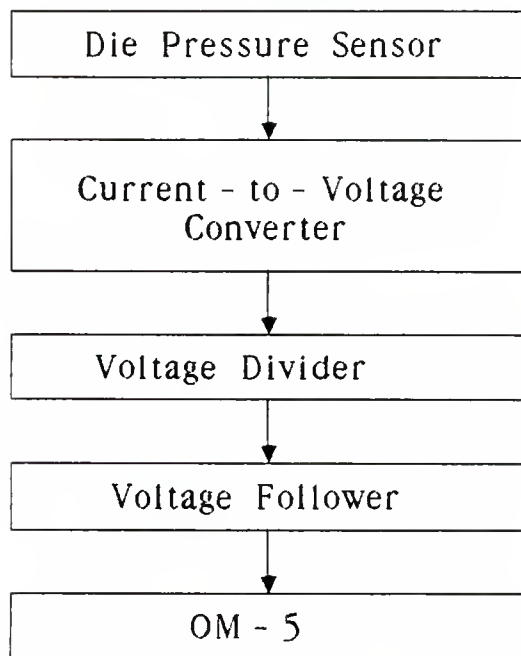 Die Pressure Sensor
Current - to - Voltage
Converter
Voltage Divider
Voltage Follower
OM - 5